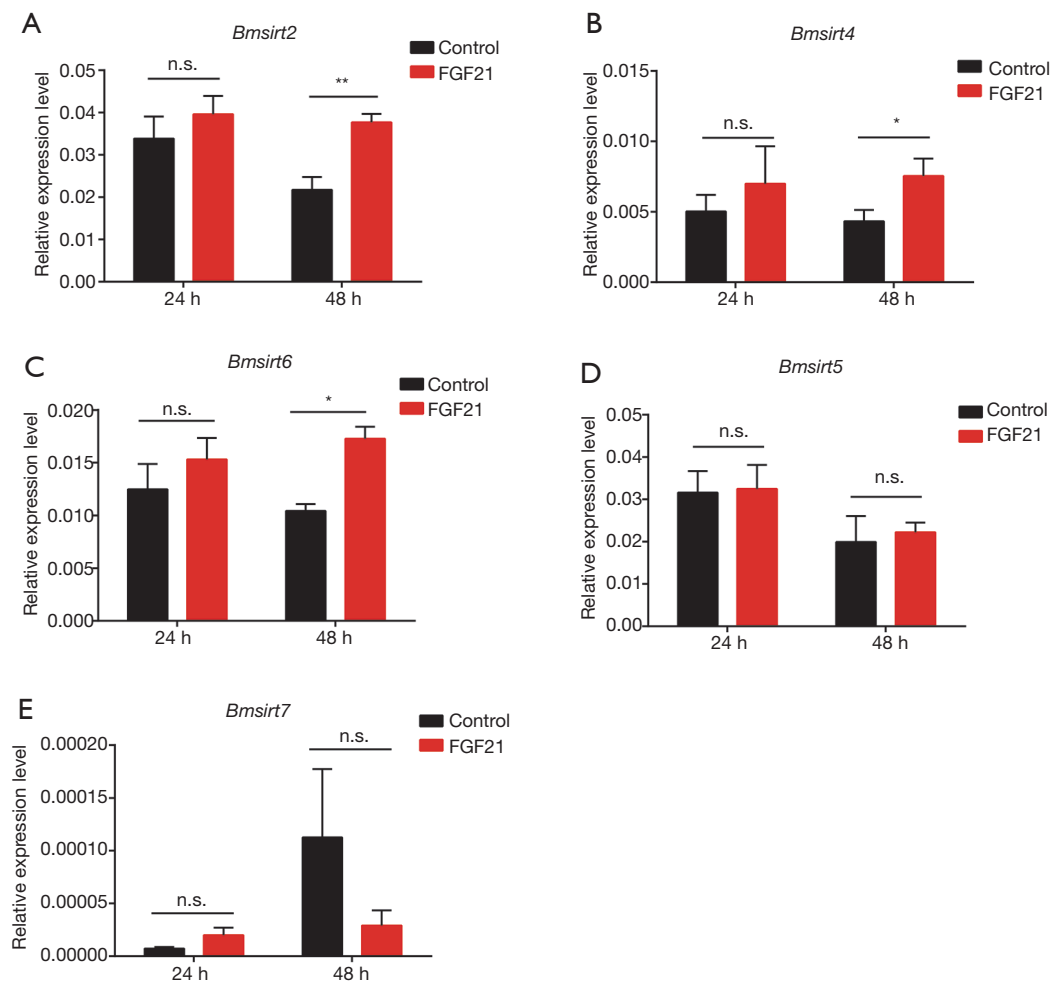 A
Bmsirt2
Control
FGF21
Relative expression level
0.05
0.04
0.03
0.02
0.01
0.00
n.s.
**
24 h
48 h
B
Bmsirt4
Control
FGF21
Relative expression level
0.015
0.010
0.005
0.000
n.s.
*
24 h
48 h
C
Bmsirt6
Control
FGF21
Relative expression level
0.020
0.015
0.010
0.005
0.000
n.s.
*
24 h
48 h
D
Bmsirt5
Control
FGF21
Relative expression level
0.05
0.04
0.03
0.02
0.01
0.00
n.s.
n.s.
24 h
48 h
E
Bmsirt7
Control
FGF21
Relative expression level
0.00020
0.00015
0.00010
0.00005
0.00000
n.s.
n.s.
24 h
48 h